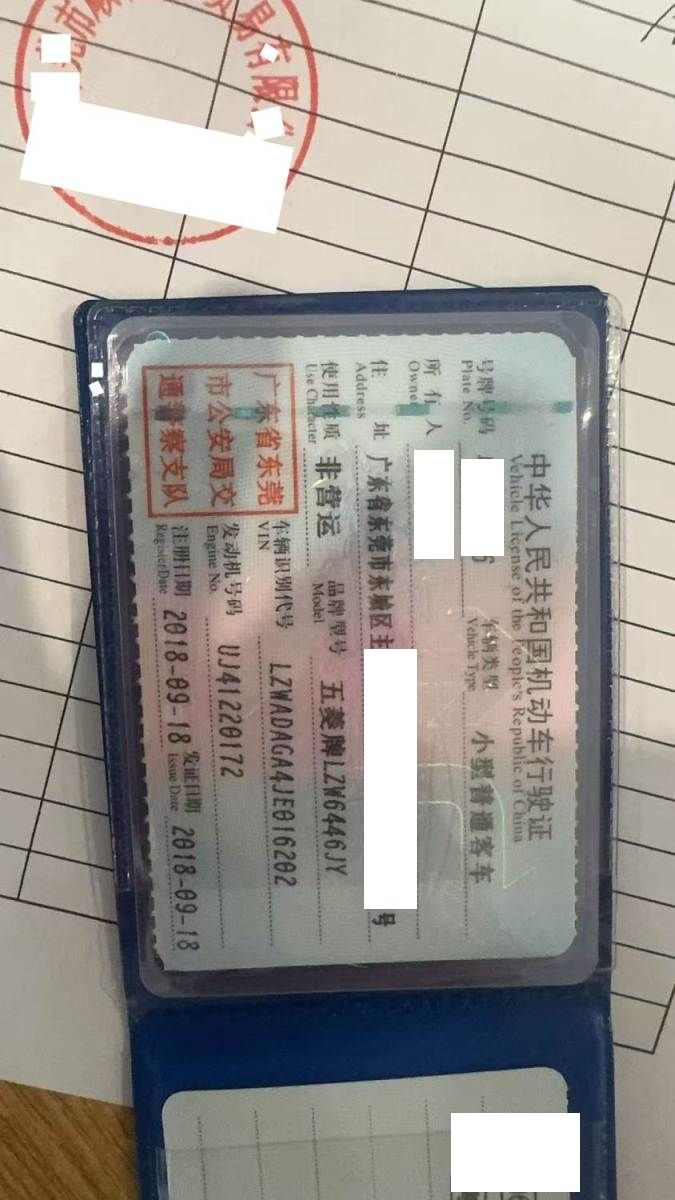 易有限
中华人民共和国机动车行驶证
Vehicle License of the People's Republic of China
号牌号码
Plate No.
6
车辆类型
Vehicle Type
小型普通客车
所有人
Owner
住址
Address
广东省东莞市东城区主
号
使用性质
Use Character
非营运
品牌型号
Model
五菱牌LZW6446JY
广东省东莞
市公安局交
通警察支队
车辆识别代号
VIN
LZWADAGA4JE016202
发动机号码
Engine No.
UJ41220172
注册日期
Register Date
2018-09-18
发证日期
Issue Date
2018-09-18